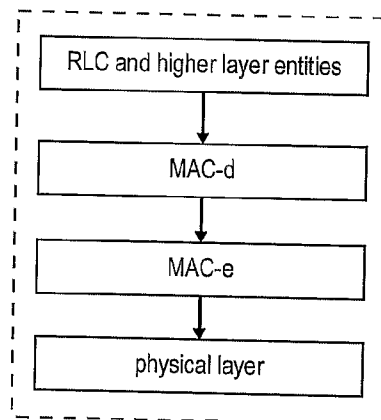 RLC and higher layer entities
MAC-d
MAC-e
physical layer